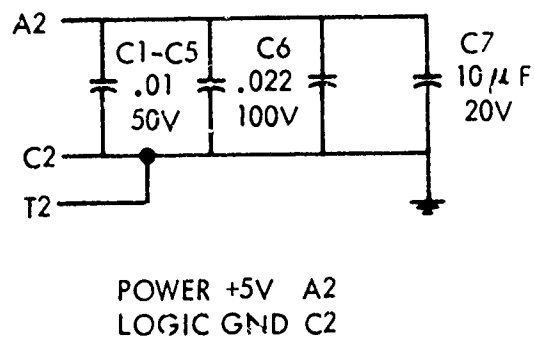 A2
C1-C5
.01
50V
C6
.022
100V
C7
10μF
20V
C2
T2
POWER +5V A2
LOGIC GND C2